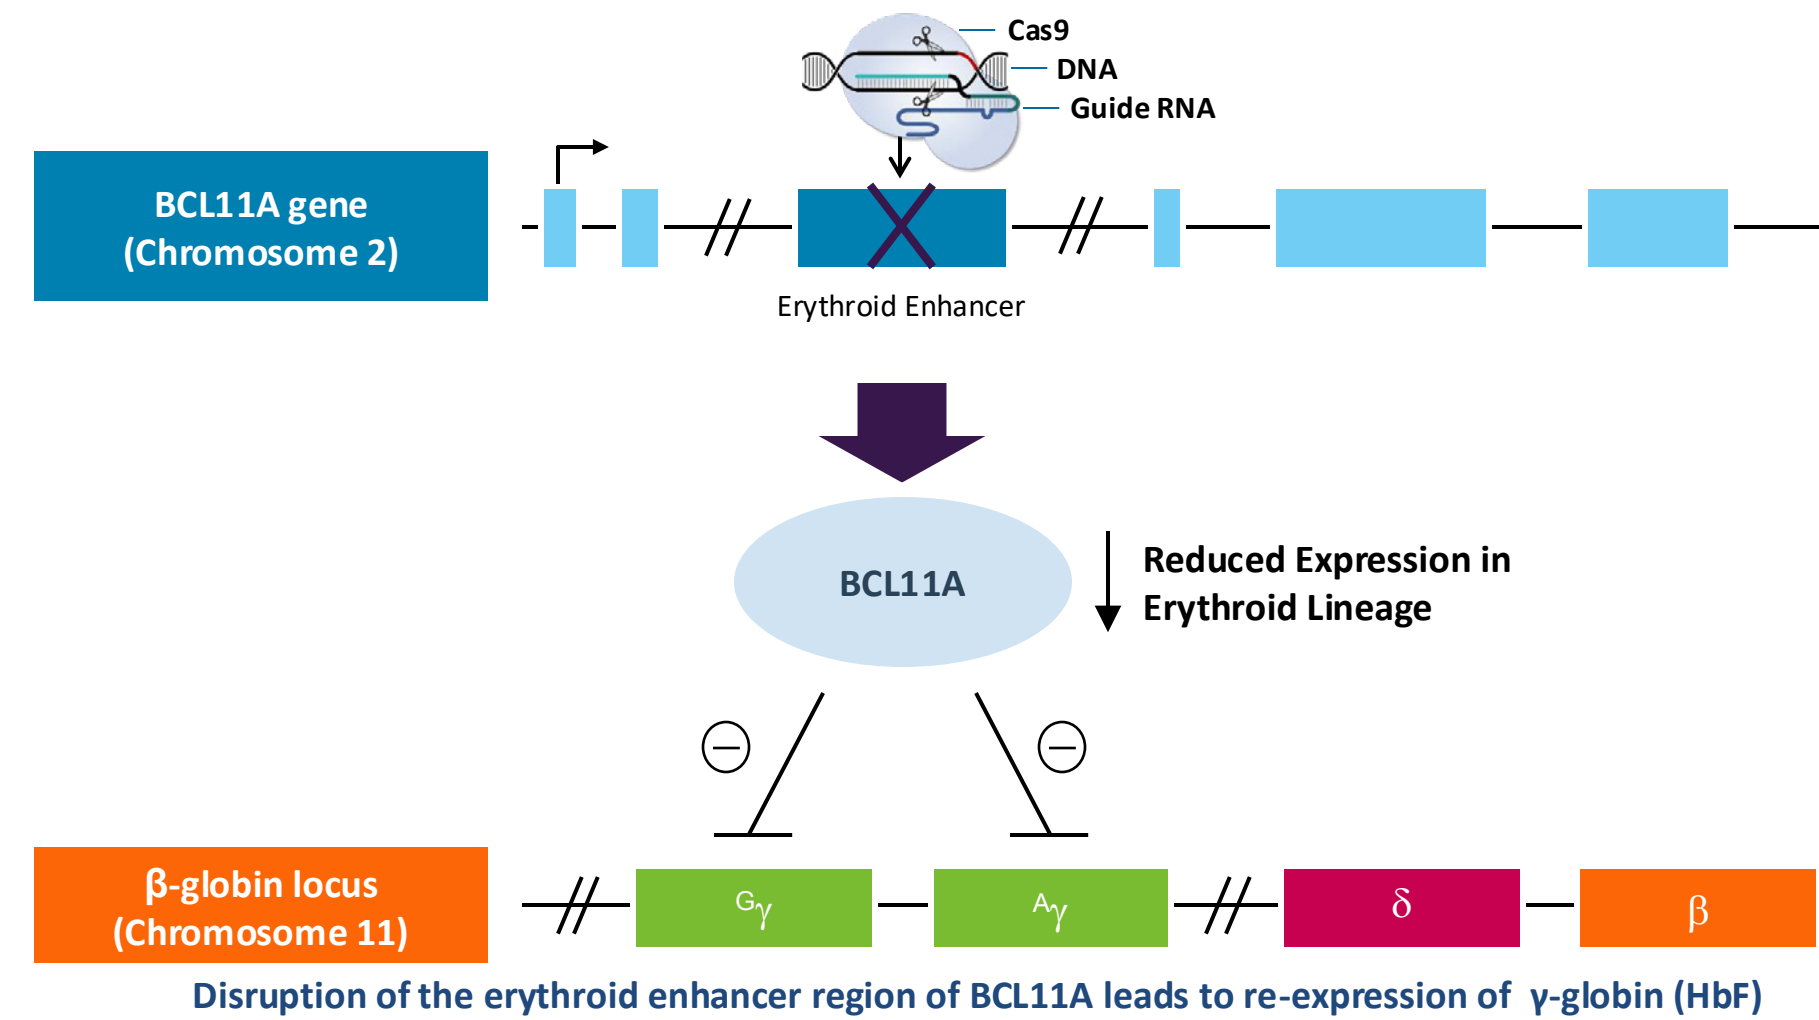 Cas9
DNA
Guide RNA
BCL11A gene
(Chromosome 2)
Erythroid Enhancer
BCL11A
Reduced Expression in
Erythroid Lineage
β-globin locus
(Chromosome 11)
Gγ
Aγ
δ
β
Disruption of the erythroid enhancer region of BCL11A leads to re-expression of γ-globin (HbF)